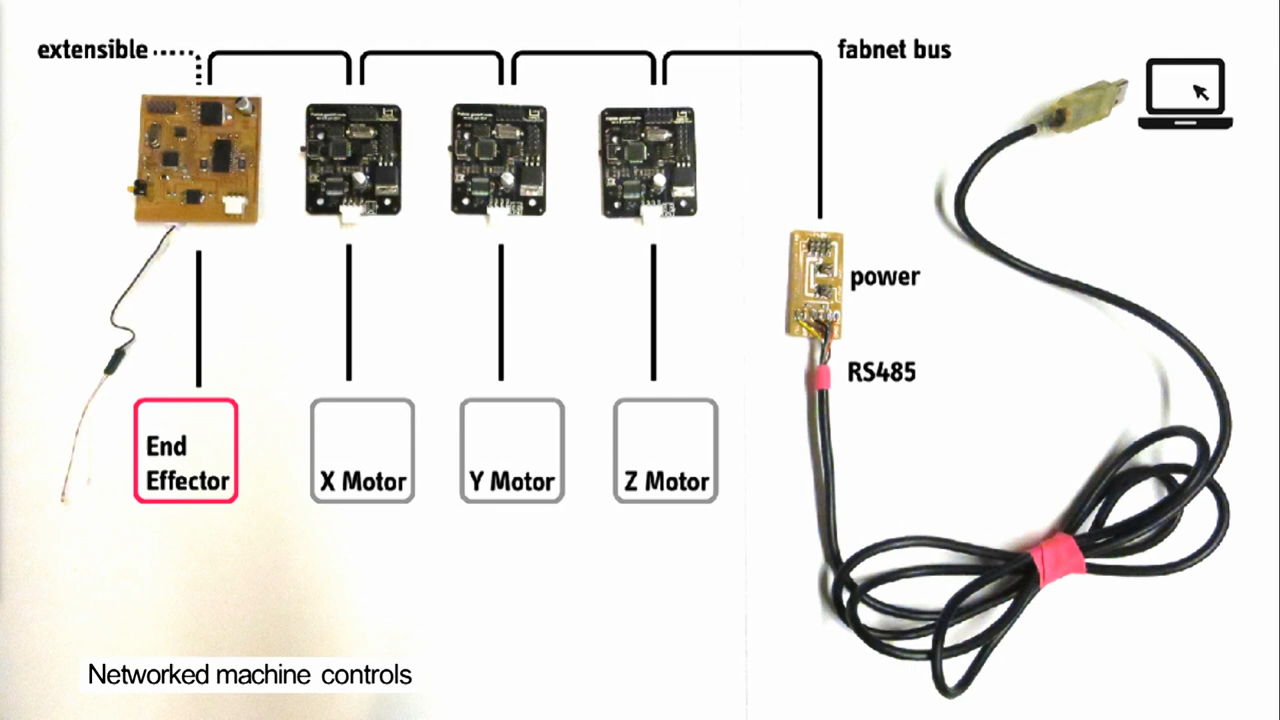 extensible
fabnet bus
power
RS485
End
Effector
X Motor
Y Motor
Z Motor
Networked machine controls